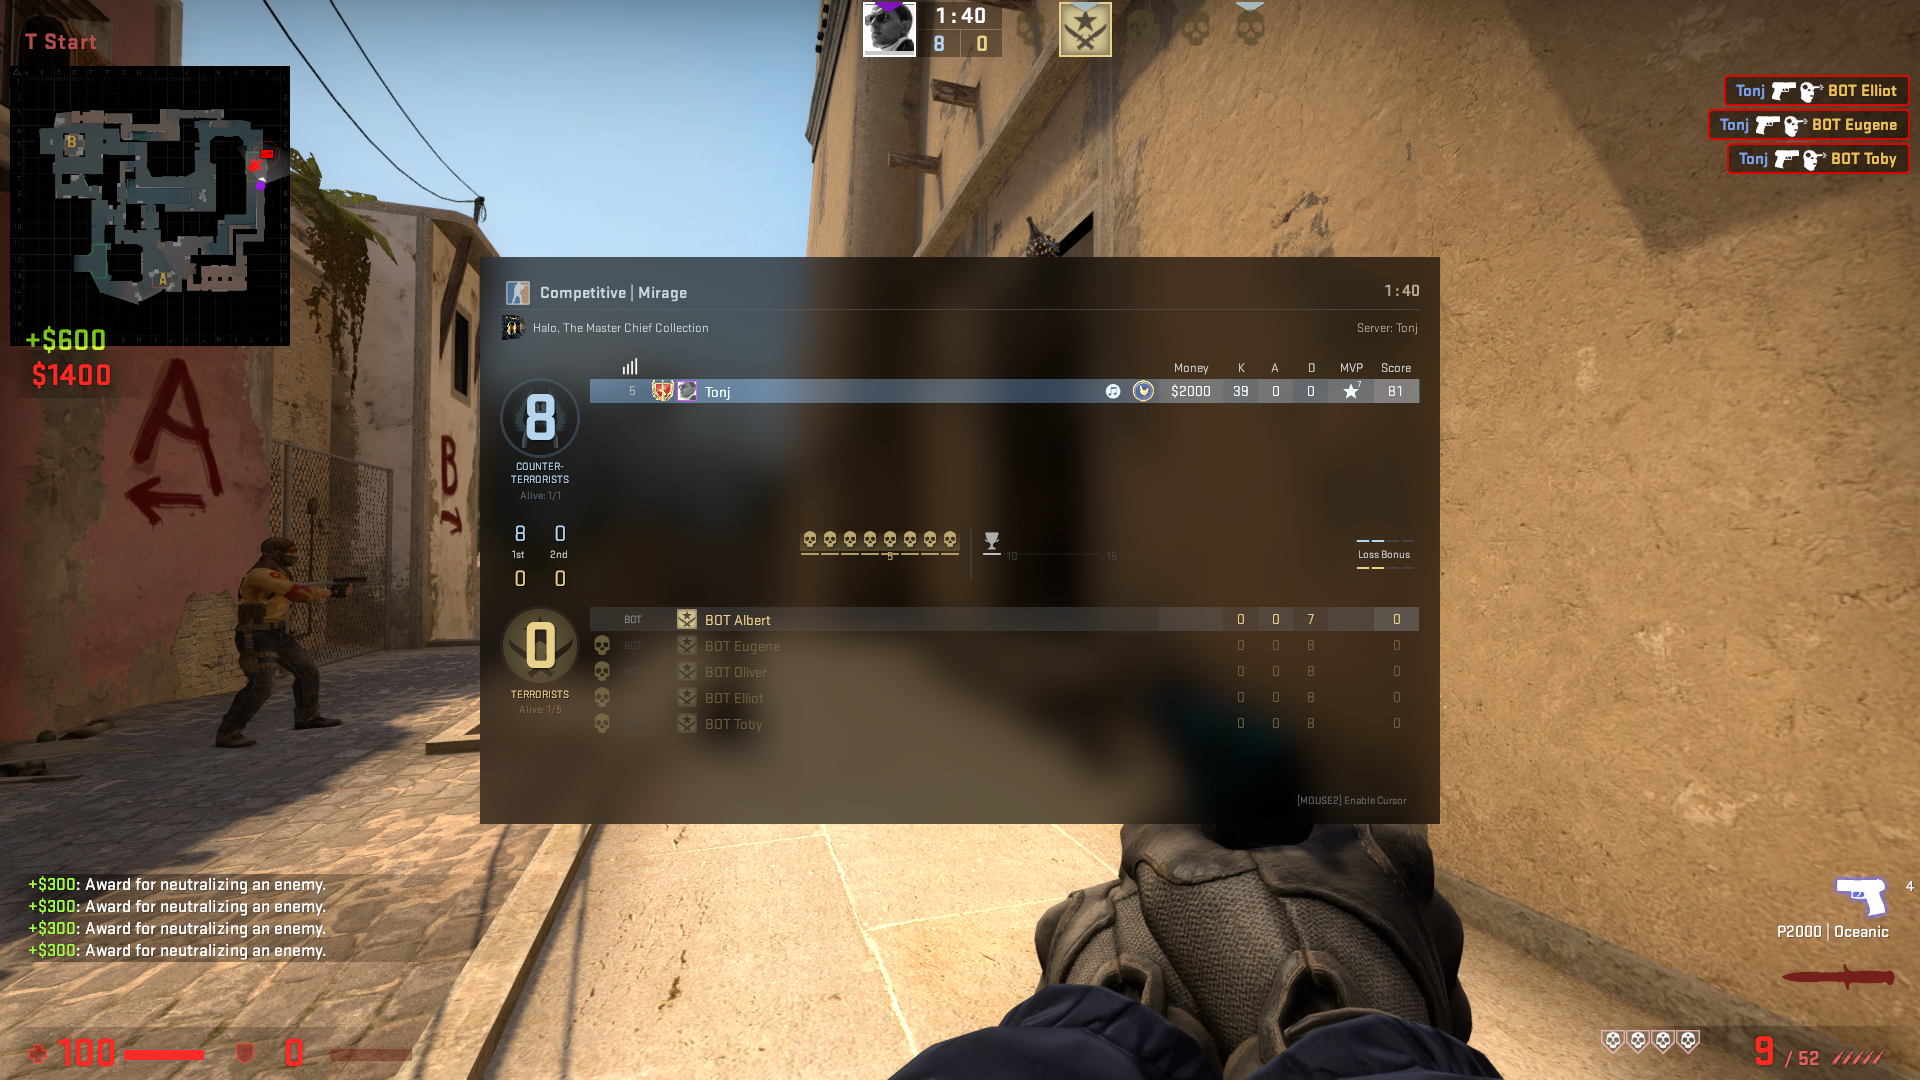 T Start
1:40
8 0
Tonj BOT Elliot
Tonj BOT Eugene
Tonj BOT Toby
B
A
+$600
$1400
A
B
Competitive | Mirage
1:40
Halo, The Master Chief Collection
Server: Tonj
Money K A D MVP Score
5 Tonj $2000 39 0 0 7 81
8
COUNTER-
TERRORISTS
Alive: 1/1
8 0
1st 2nd
0 0
5 10 15
Loss Bonus
0
TERRORISTS
Alive: 1/5
BOT BOT Albert 0 0 7 0
BOT BOT Eugene 0 0 8 0
BOT Oliver 0 0 8 0
BOT Elliot 0 0 8 0
BOT Toby 0 0 8 0
[MOUSE2] Enable Cursor
+$300: Award for neutralizing an enemy.
+$300: Award for neutralizing an enemy.
+$300: Award for neutralizing an enemy.
+$300: Award for neutralizing an enemy.
4
P2000 | Oceanic
100 0
9 / 52